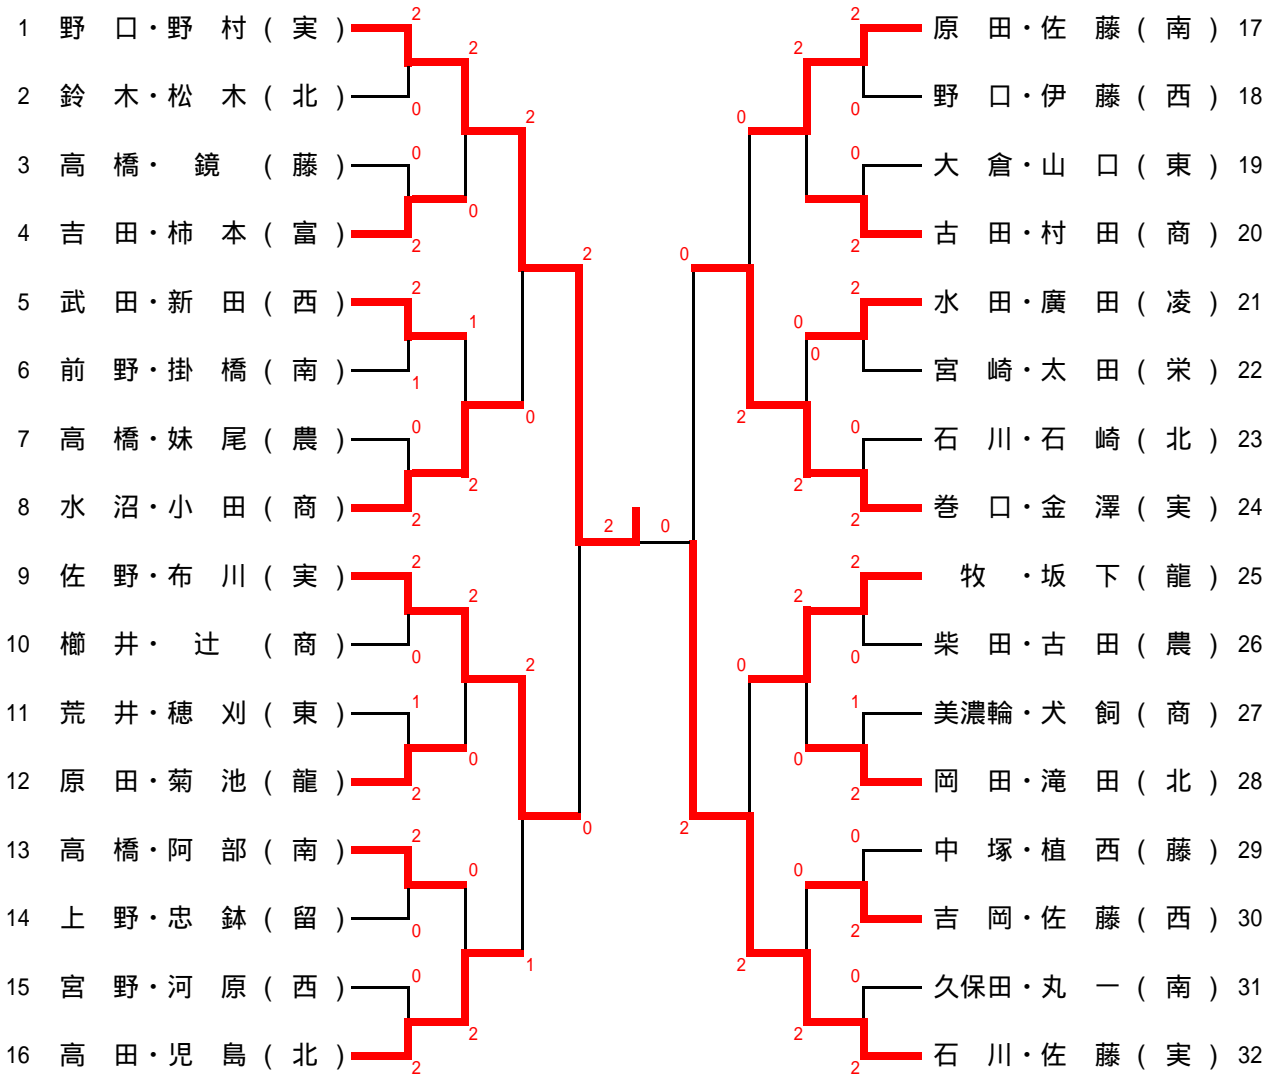 1 野 口・野 村 ( 実 )
2 鈴 木・松 木 ( 北 )
3 高 橋・ 鏡 ( 藤 )
4 吉 田・柿 本 ( 富 )
5 武 田・新 田 ( 西 )
6 前 野・掛 橋 ( 南 )
7 高 橋・妹 尾 ( 農 )
8 水 沼・小 田 ( 商 )
9 佐 野・布 川 ( 実 )
10 櫛 井・ 辻 ( 商 )
11 荒 井・穂 刈 ( 東 )
12 原 田・菊 池 ( 龍 )
13 高 橋・阿 部 ( 南 )
14 上 野・忠 鉢 ( 留 )
15 宮 野・河 原 ( 西 )
16 高 田・児 島 ( 北 )
2
0
0
2
2
1
0
2
2
0
1
2
2
0
0
2
2
0
1
2
2
0
0
2
2
0
2
1
2
0
2 0
0
2
0
2
0
2
2
0
0
0
2
2
0
0
2
2
0
0
2
2
0
2
0
1
2
0
2
0
2
原 田・佐 藤 ( 南 ) 17
野 口・伊 藤 ( 西 ) 18
大 倉・山 口 ( 東 ) 19
古 田・村 田 ( 商 ) 20
水 田・廣 田 ( 凌 ) 21
宮 崎・太 田 ( 栄 ) 22
石 川・石 崎 ( 北 ) 23
巻 口・金 澤 ( 実 ) 24
牧 ・坂 下 ( 龍 ) 25
柴 田・古 田 ( 農 ) 26
美濃輪・犬 飼 ( 商 ) 27
岡 田・滝 田 ( 北 ) 28
中 塚・植 西 ( 藤 ) 29
吉 岡・佐 藤 ( 西 ) 30
久保田・丸 一 ( 南 ) 31
石 川・佐 藤 ( 実 ) 32